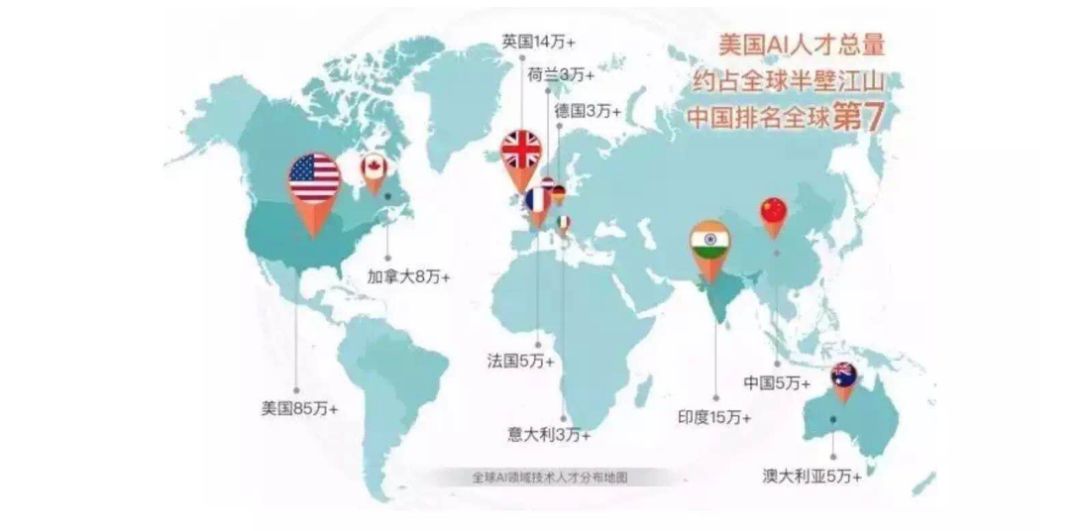 英国14万+
美国AI人才总量
荷兰3万+
约占全球半壁江山
德国3万+
中国排名全球第7
加拿大8万+
法国5万+
中国5万+
美国85万+
印度15万+
意大利3万+
澳大利亚5万+
全球AI领域技术人才分布地图